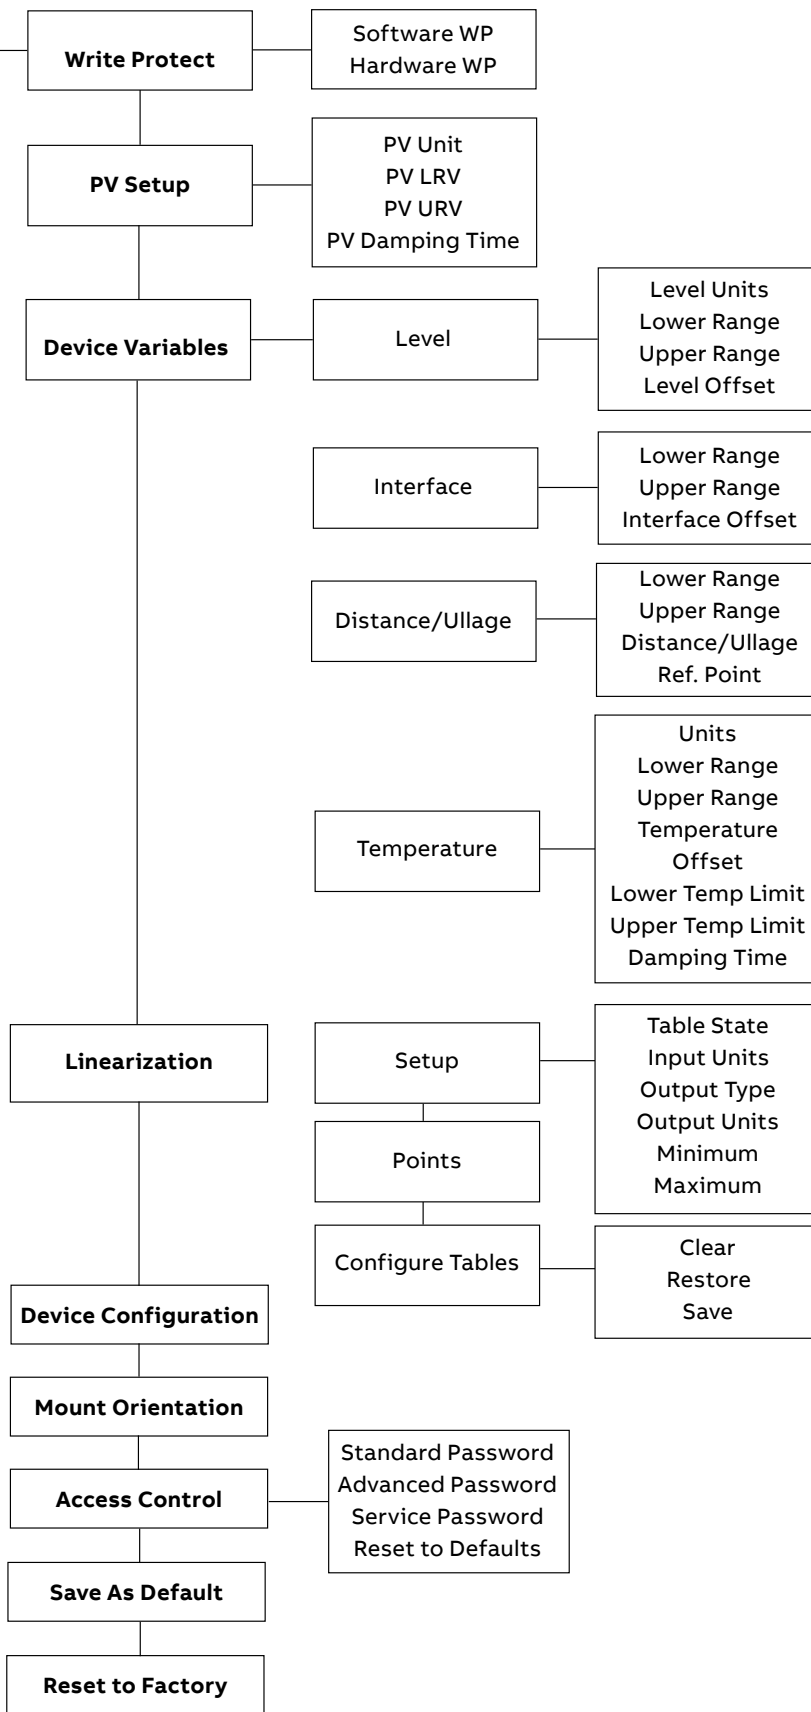 Write Protect
Software WP
Hardware WP
PV Setup
PV Unit
PV LRV
PV URV
PV Damping Time
Device Variables
Level
Level Units
Lower Range
Upper Range
Level Offset
Interface
Lower Range
Upper Range
Interface Offset
Distance/Ullage
Lower Range
Upper Range
Distance/Ullage
Ref. Point
Temperature
Units
Lower Range
Upper Range
Temperature
Offset
Lower Temp Limit
Upper Temp Limit
Damping Time
Linearization
Setup
Table State
Input Units
Output Type
Output Units
Minimum
Maximum
Points
Configure Tables
Clear
Restore
Save
Device Configuration
Mount Orientation
Access Control
Standard Password
Advanced Password
Service Password
Reset to Defaults
Save As Default
Reset to Factory